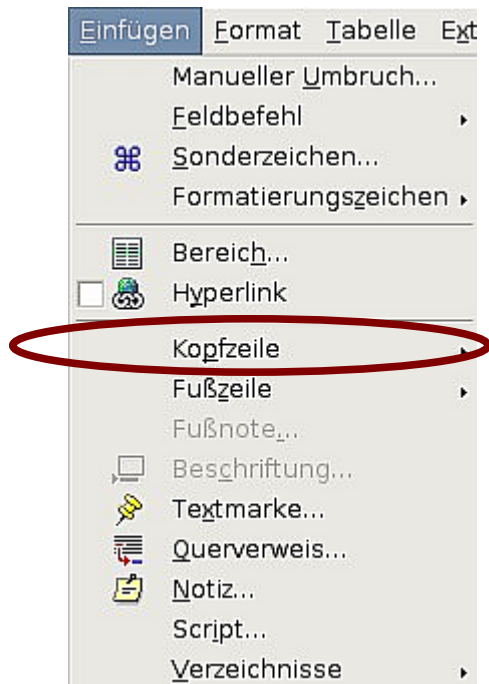 Einfügen Format Tabelle Ext
Manueller Umbruch...
Feldbefehl
Sonderzeichen...
Formatierungszeichen
Bereich...
Hyperlink
Kopfzeile
Fußzeile
Fußnote...
Beschriftung...
Textmarke...
Querverweis...
Notiz...
Script...
Verzeichnisse